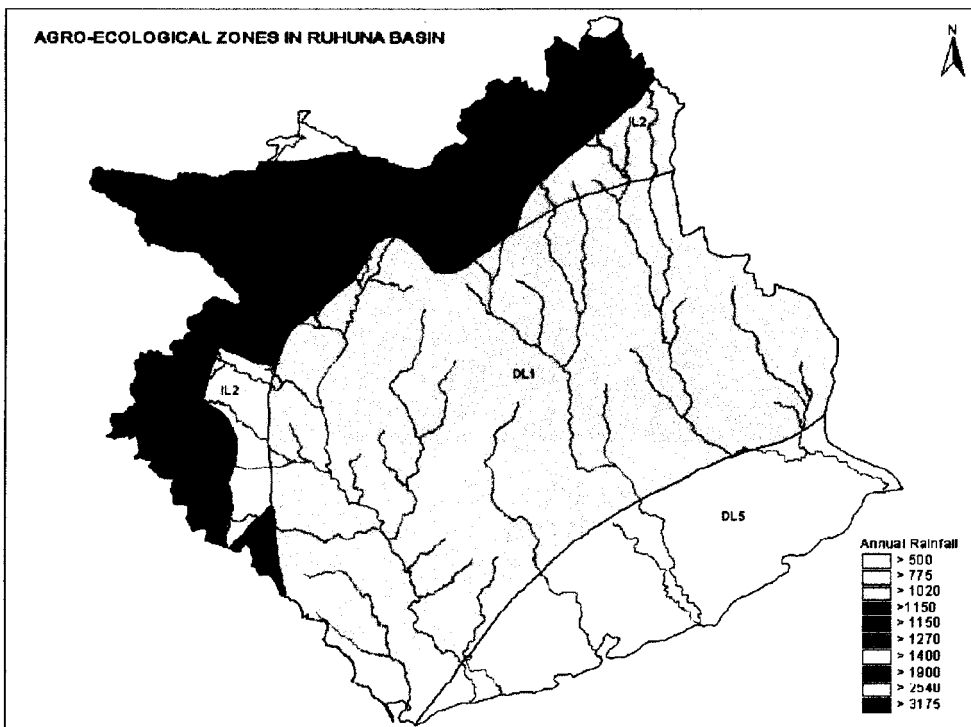 AGRO-ECOLOGICAL ZONES IN RUHUNA BASIN
N
IL2
DL1
IL2
DL5
Annual Rainfall
> 500
> 775
> 1020
>1150
> 1150
> 1270
> 1400
> 1900
> 2540
> 3175